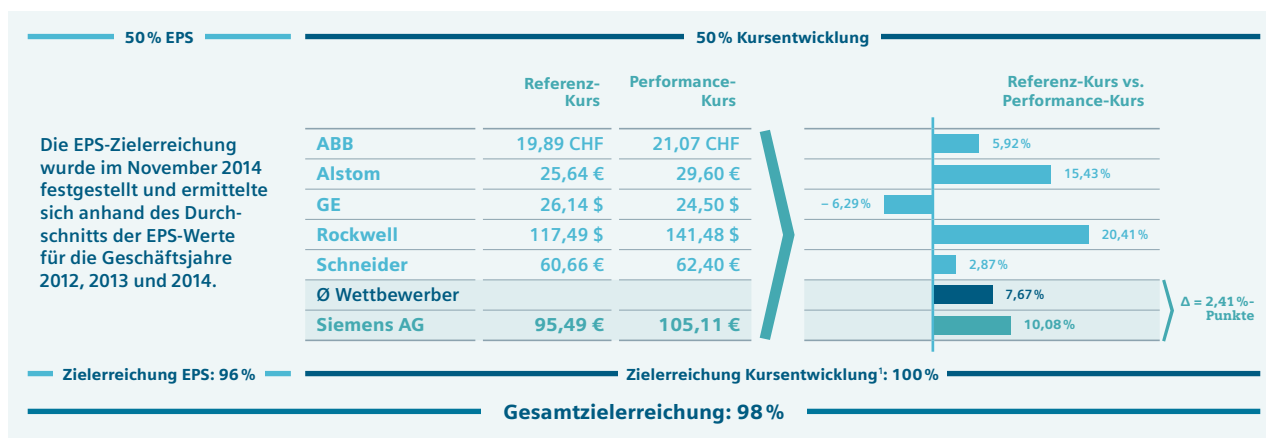 50 % EPS
50 % Kursentwicklung
Referenz-
Kurs
Performance-
Kurs
Referenz-Kurs vs.
Performance-Kurs
Die EPS-Zielerreichung
wurde im November 2014
festgestellt und ermittelte
sich anhand des Durch-
schnitts der EPS-Werte
für die Geschäftsjahre
2012, 2013 und 2014.
ABB 19,89 CHF 21,07 CHF 5,92 %
Alstom 25,64 € 29,60 € 15,43 %
GE 26,14 $ 24,50 $ – 6,29 %
Rockwell 117,49 $ 141,48 $ 20,41 %
Schneider 60,66 € 62,40 € 2,87 %
Ø Wettbewerber 7,67 %
Siemens AG 95,49 € 105,11 € 10,08 %
Δ = 2,41 %-
Punkte
Zielerreichung EPS: 96 %
Zielerreichung Kursentwicklung¹: 100 %
Gesamtzielerreichung: 98 %